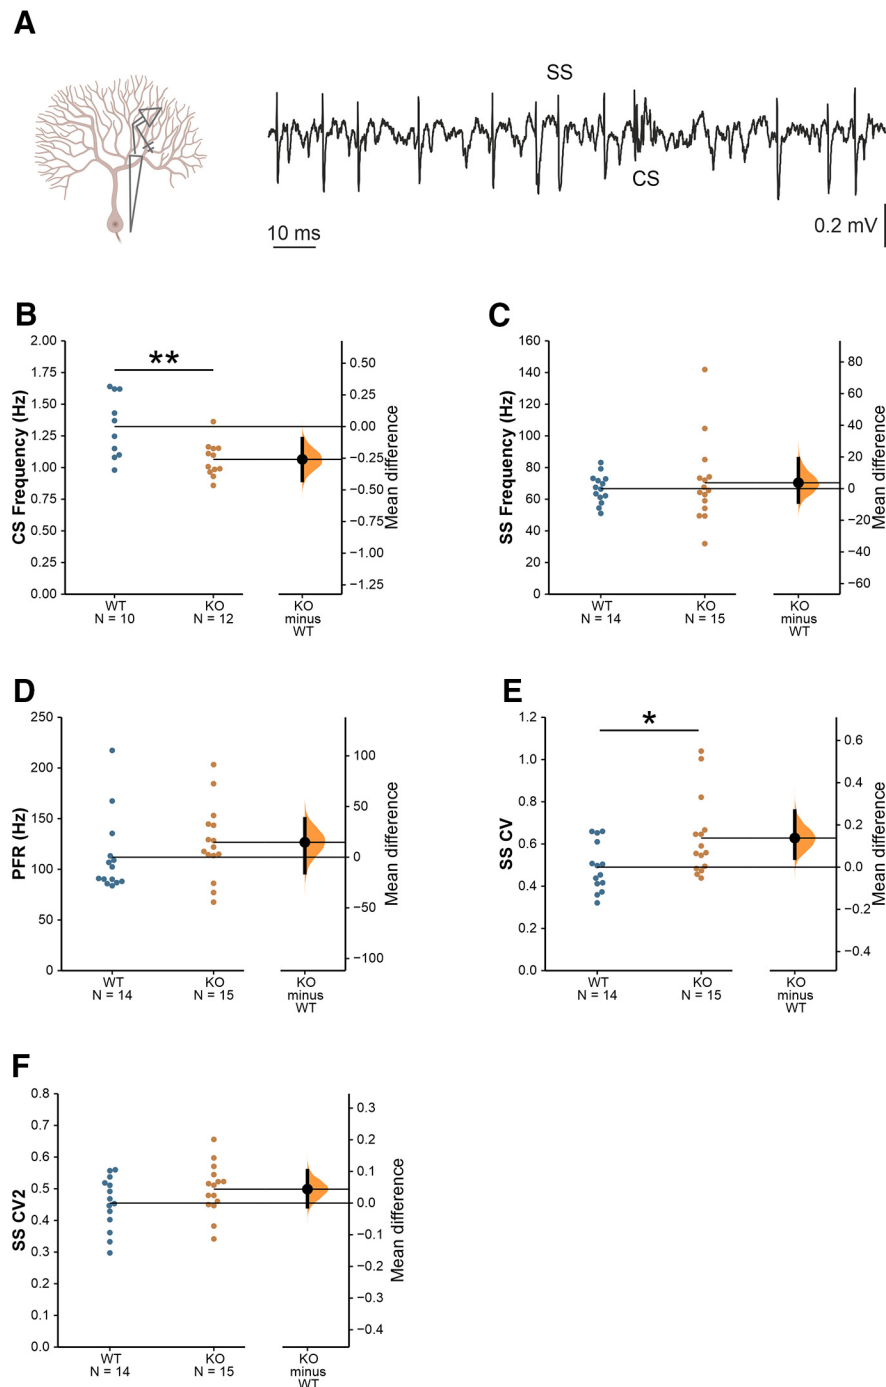 A
SS
CS
10 ms
0.2 mV
B
CS Frequency (Hz)
2.00
1.75
1.50
1.25
1.00
0.75
0.50
0.25
0.00
**
0.50
0.25
0.00
−0.25
−0.50
−0.75
−1.00
−1.25
Mean difference
WT
N = 10
KO
N = 12
KO
minus
WT
C
SS Frequency (Hz)
160
140
120
100
80
60
40
20
0
80
60
40
20
0
−20
−40
−60
Mean difference
WT
N = 14
KO
N = 15
KO
minus
WT
D
PFR (Hz)
250
200
150
100
50
0
100
50
0
−50
−100
Mean difference
WT
N = 14
KO
N = 15
KO
minus
WT
E
SS CV
1.2
1.0
0.8
0.6
0.4
0.2
0.0
*
0.6
0.4
0.2
0.0
−0.2
−0.4
Mean difference
WT
N = 14
KO
N = 15
KO
minus
WT
F
SS CV2
0.8
0.7
0.6
0.5
0.4
0.3
0.2
0.1
0.0
0.3
0.2
0.1
0.0
−0.1
−0.2
−0.3
−0.4
Mean difference
WT
N = 14
KO
N = 15
KO
minus
WT